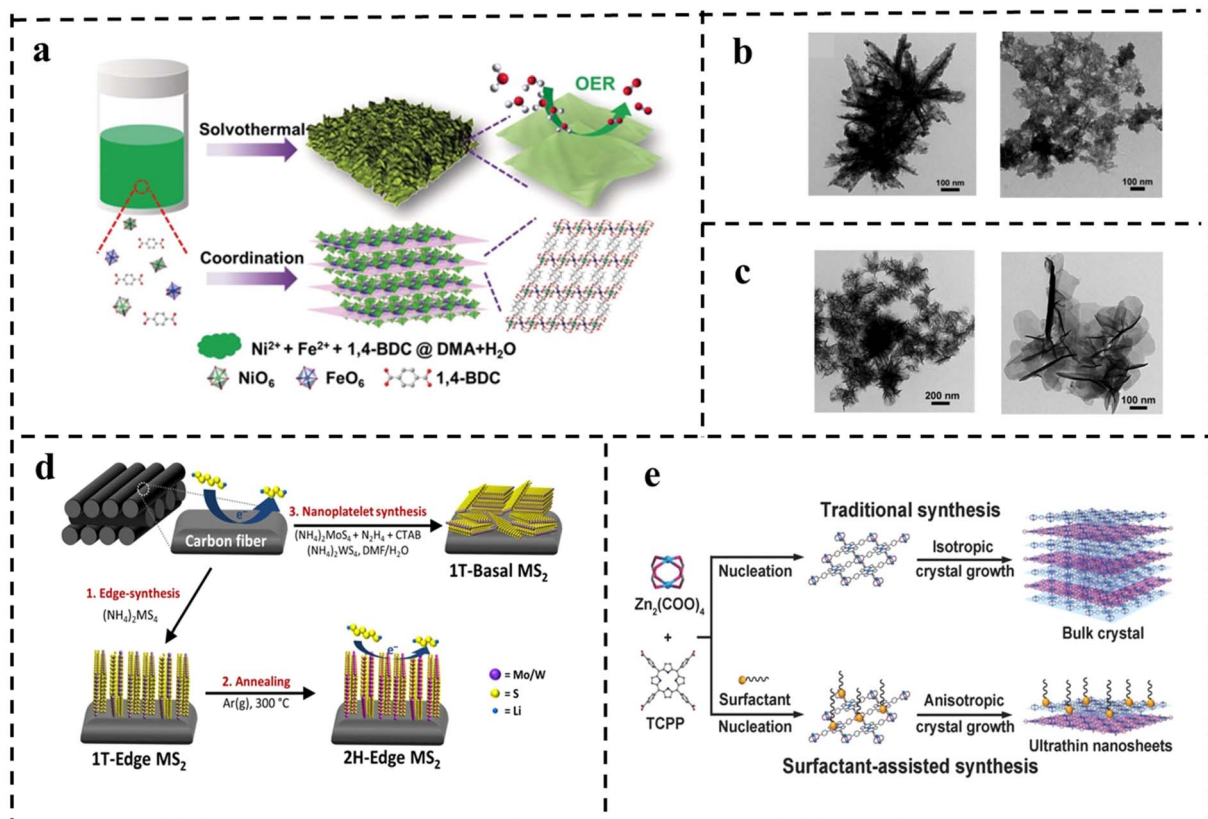 a
Solvothermal
OER
Coordination
Ni²⁺ + Fe²⁺ + 1,4-BDC @ DMA+H₂O
NiO₆ FeO₆ 1,4-BDC
b
100 nm
100 nm
c
200 nm
100 nm
d
e⁻
Carbon fiber
3. Nanoplatelet synthesis
(NH₄)₂MoS₄ + N₂H₄ + CTAB
(NH₄)₂WS₄, DMF/H₂O
1T-Basal MS₂
1. Edge-synthesis
(NH₄)₂MS₄
1T-Edge MS₂
2. Annealing
Ar(g), 300 °C
e⁻
2H-Edge MS₂
= Mo/W
= S
= Li
e
Traditional synthesis
Zn₂(COO)₄
+
TCPP
Nucleation
Isotropic
crystal growth
Bulk crystal
Surfactant
Nucleation
Anisotropic
crystal growth
Ultrathin nanosheets
Surfactant-assisted synthesis